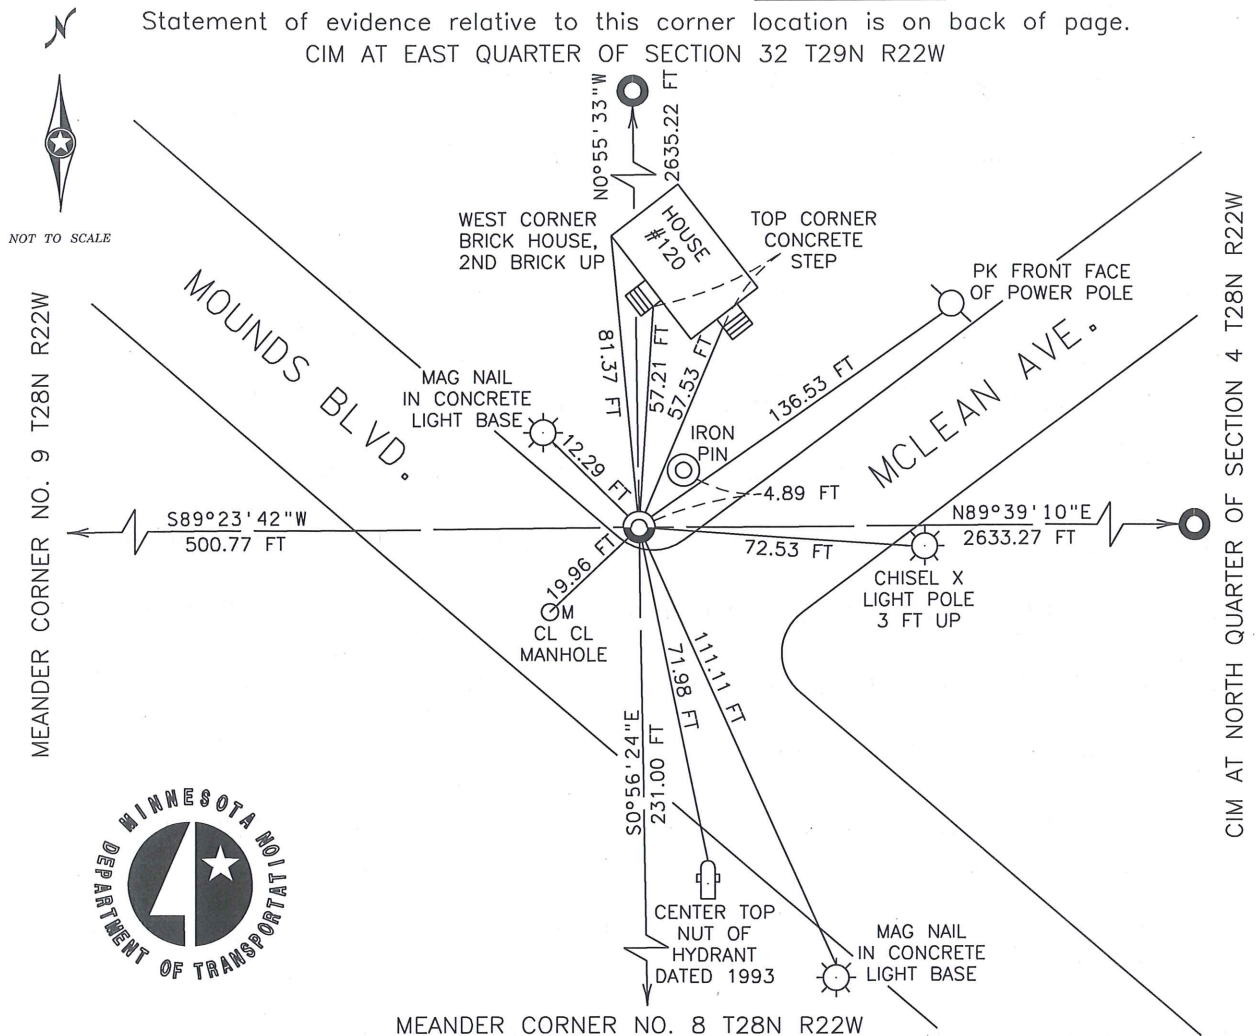 Statement of evidence relative to this corner location is on back of page.
CIM AT EAST QUARTER OF SECTION 32 T29N R22W
N
NOT TO SCALE
N0°55'33"W
2635.22 FT
WEST CORNER
BRICK HOUSE,
2ND BRICK UP
HOUSE
#120
TOP CORNER
CONCRETE
STEP
PK FRONT FACE
OF POWER POLE
MOUNDS BLVD.
MCLEAN AVE.
MAG NAIL
IN CONCRETE
LIGHT BASE
81.37 FT
57.21 FT
57.53 FT
136.53 FT
12.29 FT
IRON
PIN
4.89 FT
MEANDER CORNER NO. 9 T28N R22W
S89°23'42"W
500.77 FT
N89°39'10"E
2633.27 FT
CIM AT NORTH QUARTER OF SECTION 4 T28N R22W
72.53 FT
CHISEL X
LIGHT POLE
3 FT UP
19.96 FT
M
CL CL
MANHOLE
71.98 FT
111.11 FT
S0°56'24"E
231.00 FT
MINNESOTA
DEPARTMENT OF TRANSPORTATION
CENTER TOP
NUT OF
HYDRANT
DATED 1993
MAG NAIL
IN CONCRETE
LIGHT BASE
MEANDER CORNER NO. 8 T28N R22W